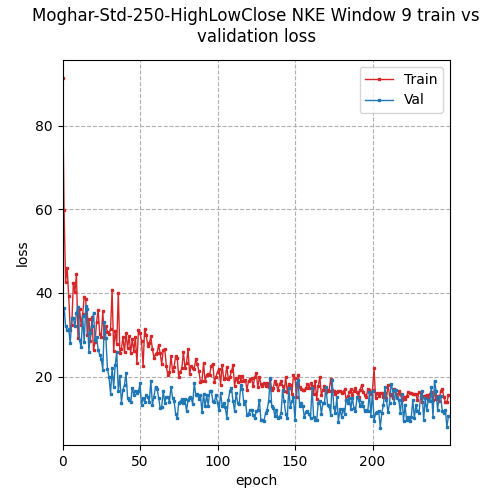 Moghar-Std-250-HighLowClose NKE Window 9 train vs
validation loss
Train
Val
80
60
40
20
loss
0
50
100
150
200
epoch